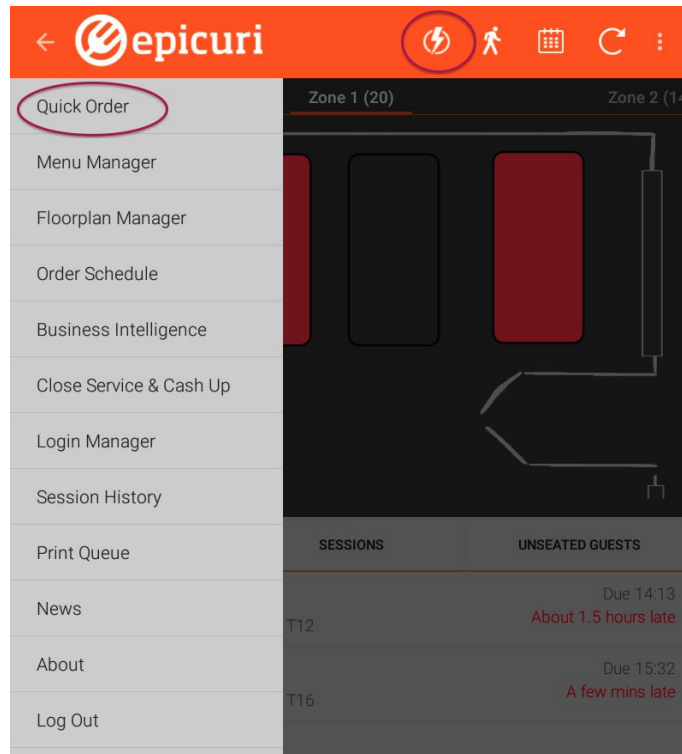 epicuri
Quick Order
Zone 1 (20)
Zone 2 (14
Menu Manager
Floorplan Manager
Order Schedule
Business Intelligence
Close Service & Cash Up
Login Manager
Session History
Print Queue
News
About
Log Out
SESSIONS
UNSEATED GUESTS
Due 14:13
T12
About 1.5 hours late
Due 15:32
T16
A few mins late